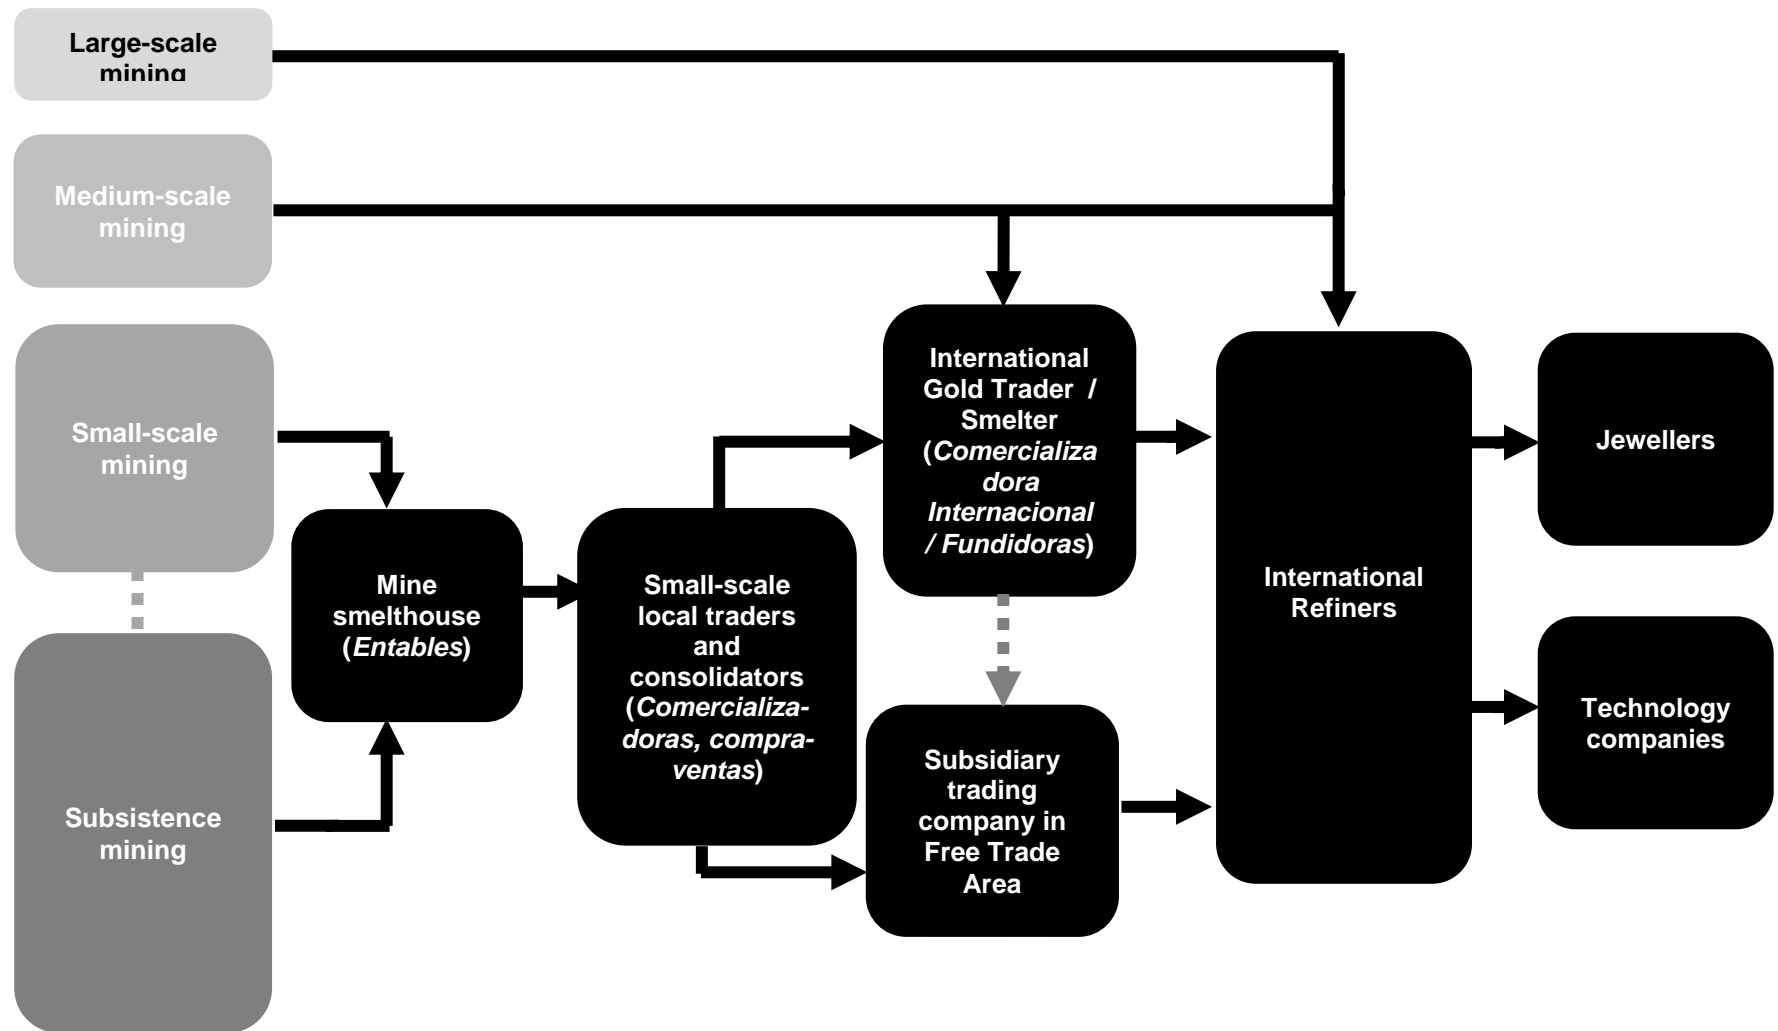 Large-scale
mining
Medium-scale
mining
Small-scale
mining
Subsistence
mining
Mine
smelthouse
(Entables)
Small-scale
local traders
and
consolidators
(Comercializa-
doras, compra-
ventas)
International
Gold Trader /
Smelter
(Comercializa
dora
Internacional
/ Fundidoras)
Subsidiary
trading
company in
Free Trade
Area
International
Refiners
Jewellers
Technology
companies